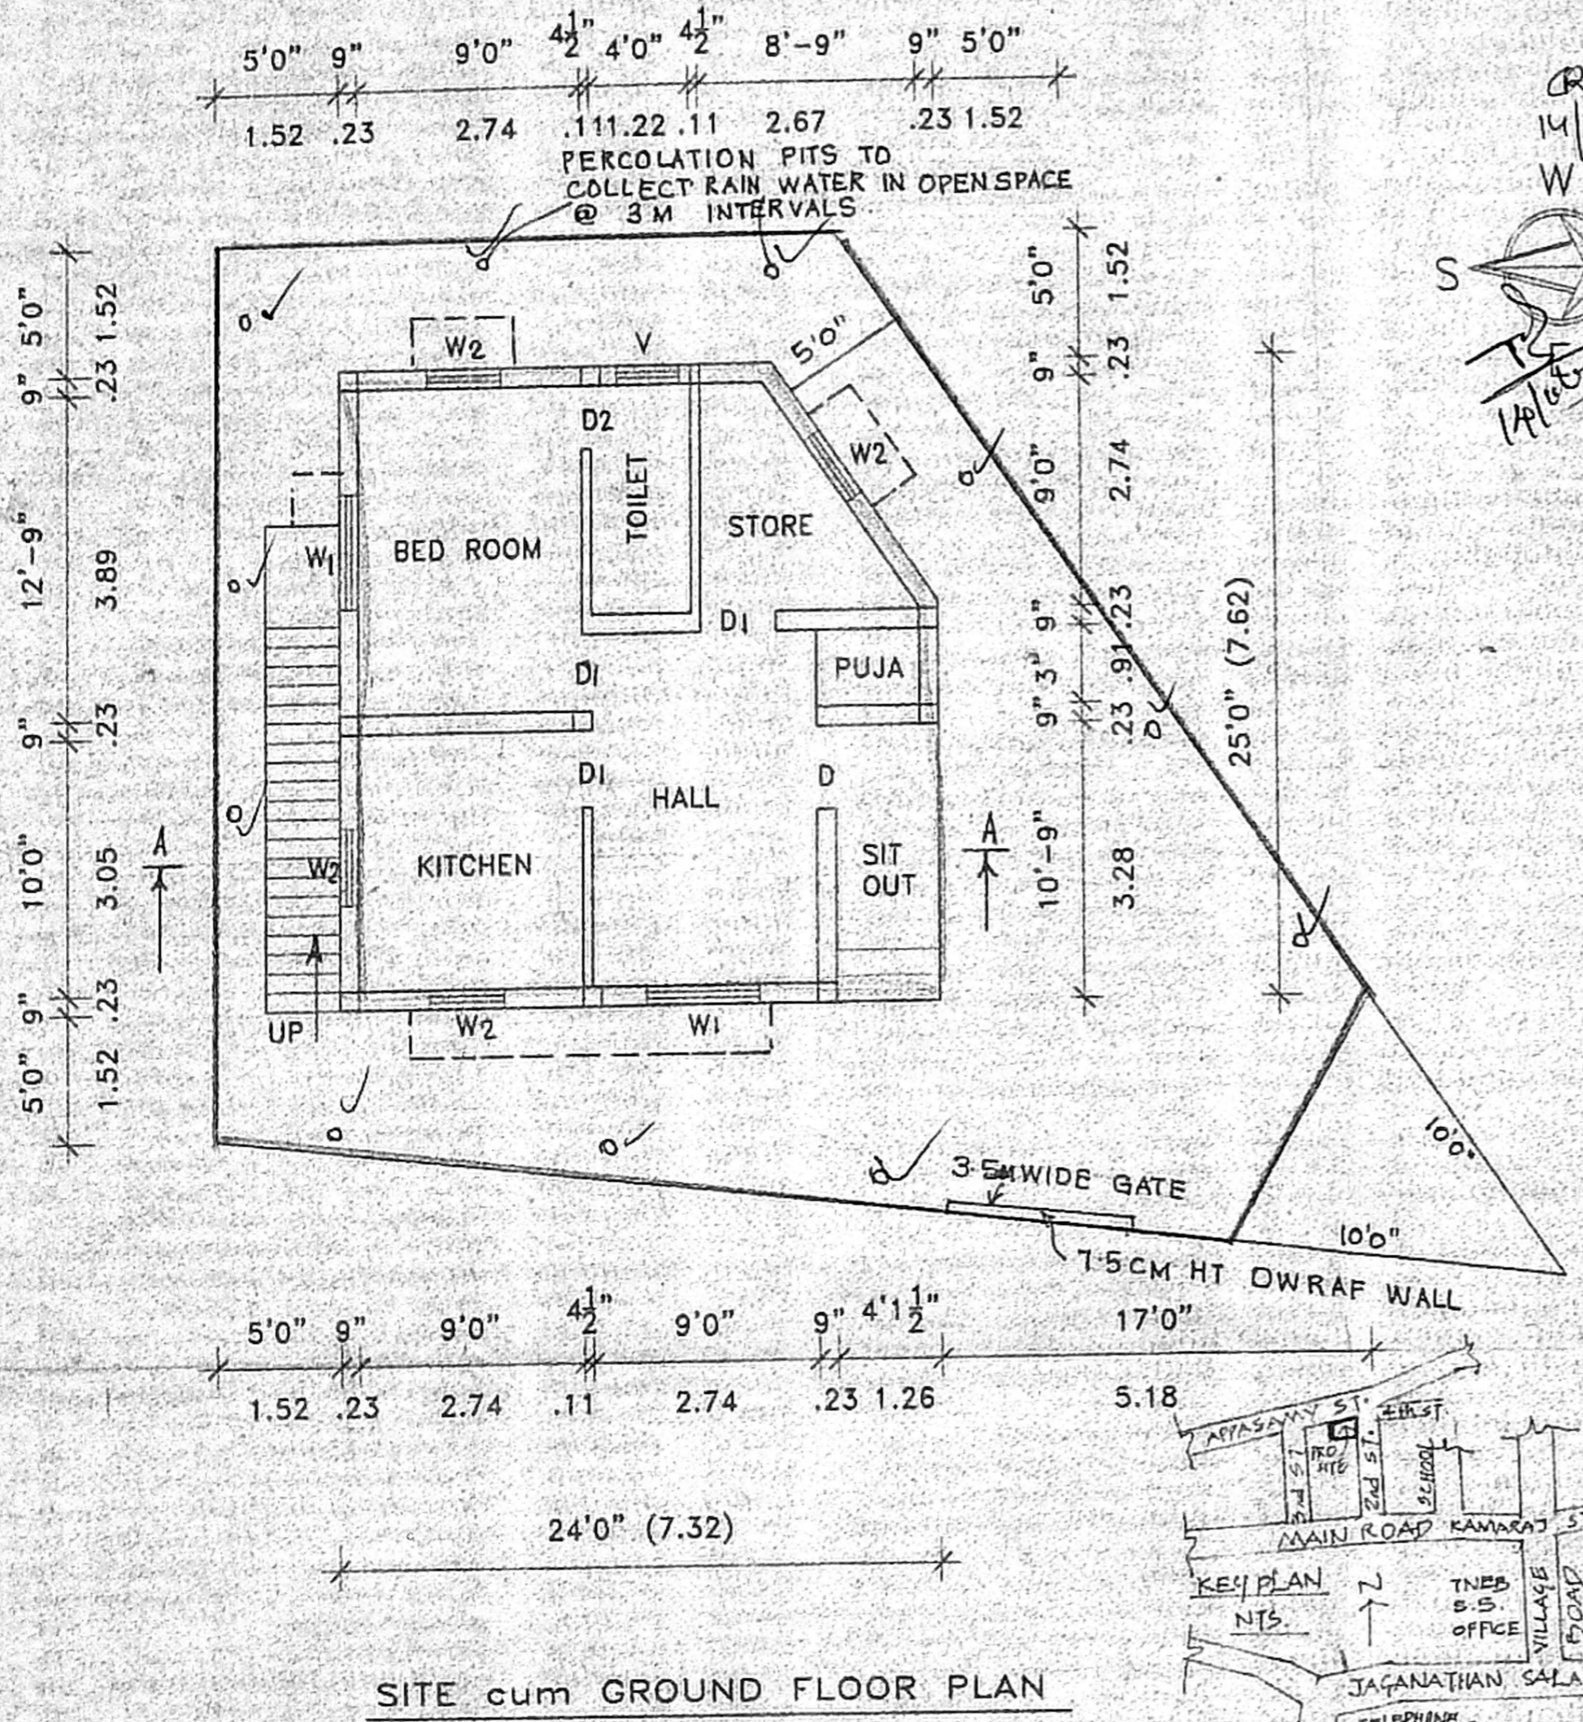 5'0" 9" 9'0" 4½" 4'0" 4½" 8'-9" 9" 5'0"
1.52 .23 2.74 .11 1.22 .11 2.67 .23 1.52
PERCOLATION PITS TO
COLLECT RAIN WATER IN OPEN SPACE
@ 3M INTERVALS.
W
S
5'0" 9" 12'-9" 9" 10'0" 9" 5'0"
1.52 .23 3.89 .23 3.05 .23 1.52
5'0" 9" 9'0" 9" 3' 9" 10'-9"
1.52 .23 2.74 .23 .91 .23 3.28
25'0" (7.62)
W2
V
5'0"
D2
W2
TOILET
STORE
BED ROOM
W1
D1
PUJA
D1
D1
D
HALL
KITCHEN
W2
SIT
OUT
A
A
A
UP
W2
W1
10'0"
3.5M WIDE GATE
10'0"
7.5CM HT DWRAF WALL
5'0" 9" 9'0" 4½" 9'0" 9" 4'1½" 17'0"
1.52 .23 2.74 .11 2.74 .23 1.26 5.18
24'0" (7.32)
APPASAMY ST.
4th ST.
3rd ST
PRO
SITE
2nd ST.
SCHOOL
MAIN ROAD KAMARAJ
KEY PLAN
NTS.
N
TNEB
S.S.
OFFICE
VILLAGE
ROAD
JAGANATHAN SALA
TELEPHONE
SITE cum GROUND FLOOR PLAN